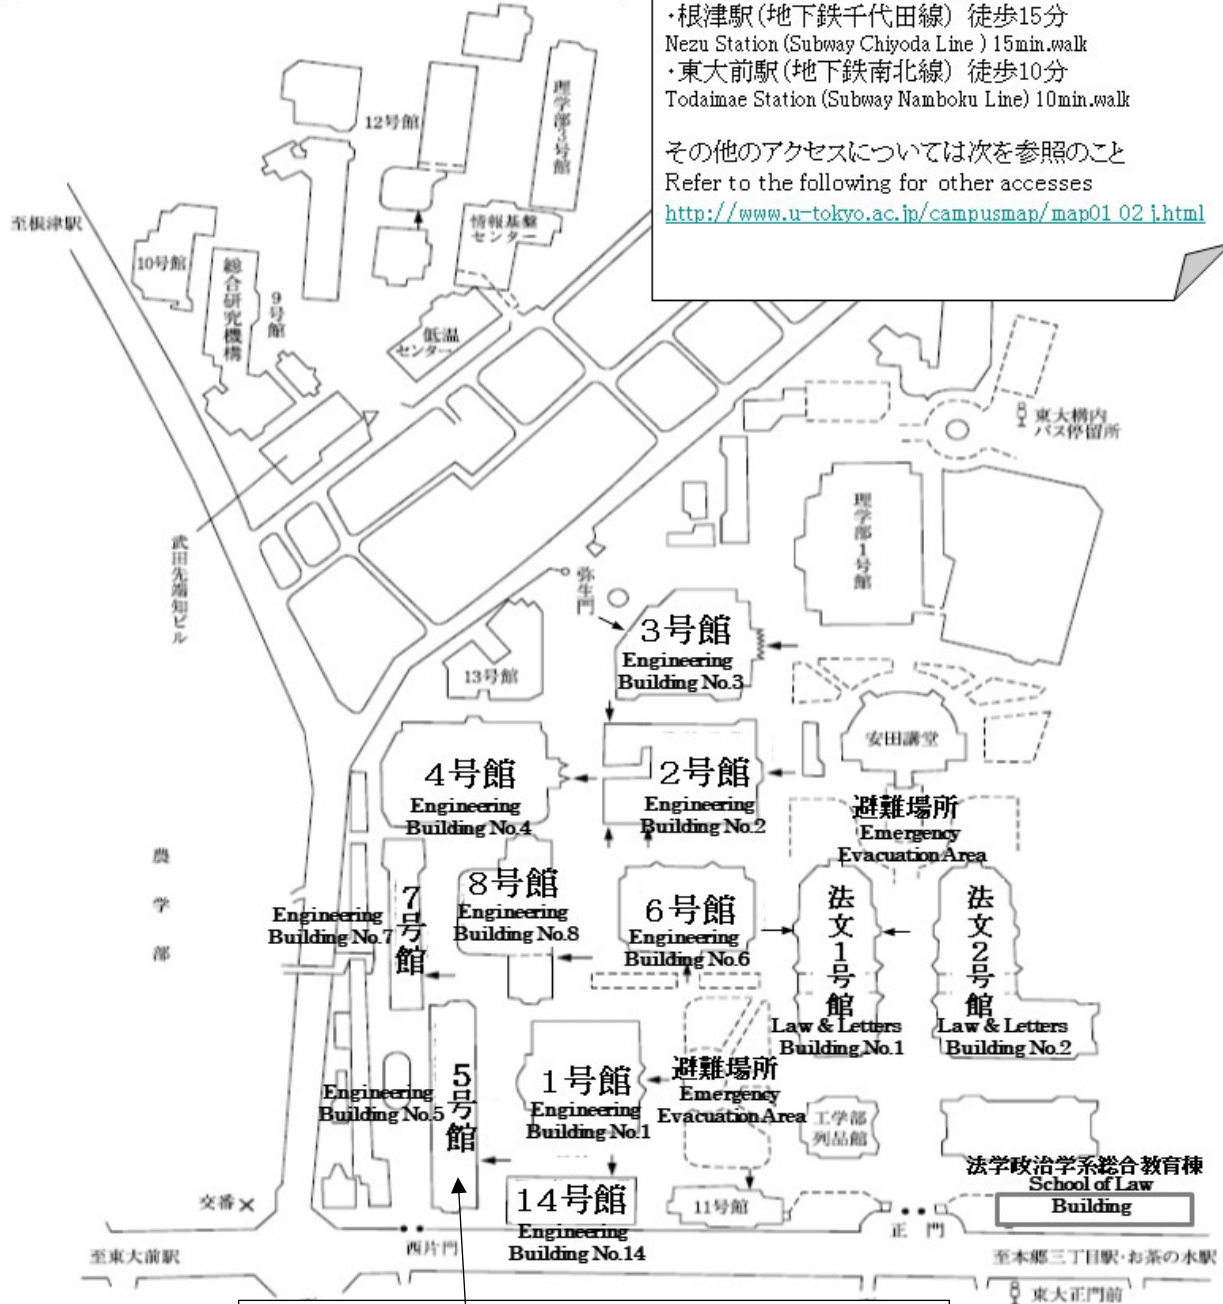 ・根津駅(地下鉄千代田線) 徒歩15分
Nezu Station (Subway Chiyoda Line ) 15min.walk
・東大前駅(地下鉄南北線) 徒歩10分
Todaimae Station (Subway Namboku Line) 10min.walk
その他のアクセスについては次を参照のこと
Refer to the following for other accesses
http://www.u-tokyo.ac.jp/campusmap/map01_02_j.html
理学部3号館
12号館
至根津駅
情報基盤
センター
10号館
総合研究機構
9号館
低温
センター
東大構内
バス停留所
理学部1号館
武田先端知ビル
弥生門
3号館
Engineering
Building No.3
13号館
安田講堂
4号館
Engineering
Building No.4
2号館
Engineering
Building No.2
避難場所
Emergency
Evacuation Area
農学部
7号館
Engineering
Building No.7
8号館
Engineering
Building No.8
6号館
Engineering
Building No.6
法文1号館
Law & Letters
Building No.1
法文2号館
Law & Letters
Building No.2
5号館
Engineering
Building No.5
1号館
Engineering
Building No.1
避難場所
Emergency
Evacuation Area
工学部
列品館
法学政治学系総合教育棟
School of Law
Building
交番
14号館
Engineering
Building No.14
11号館
西片門
正門
至東大前駅
至本郷三丁目駅・お茶の水駅
東大正門前